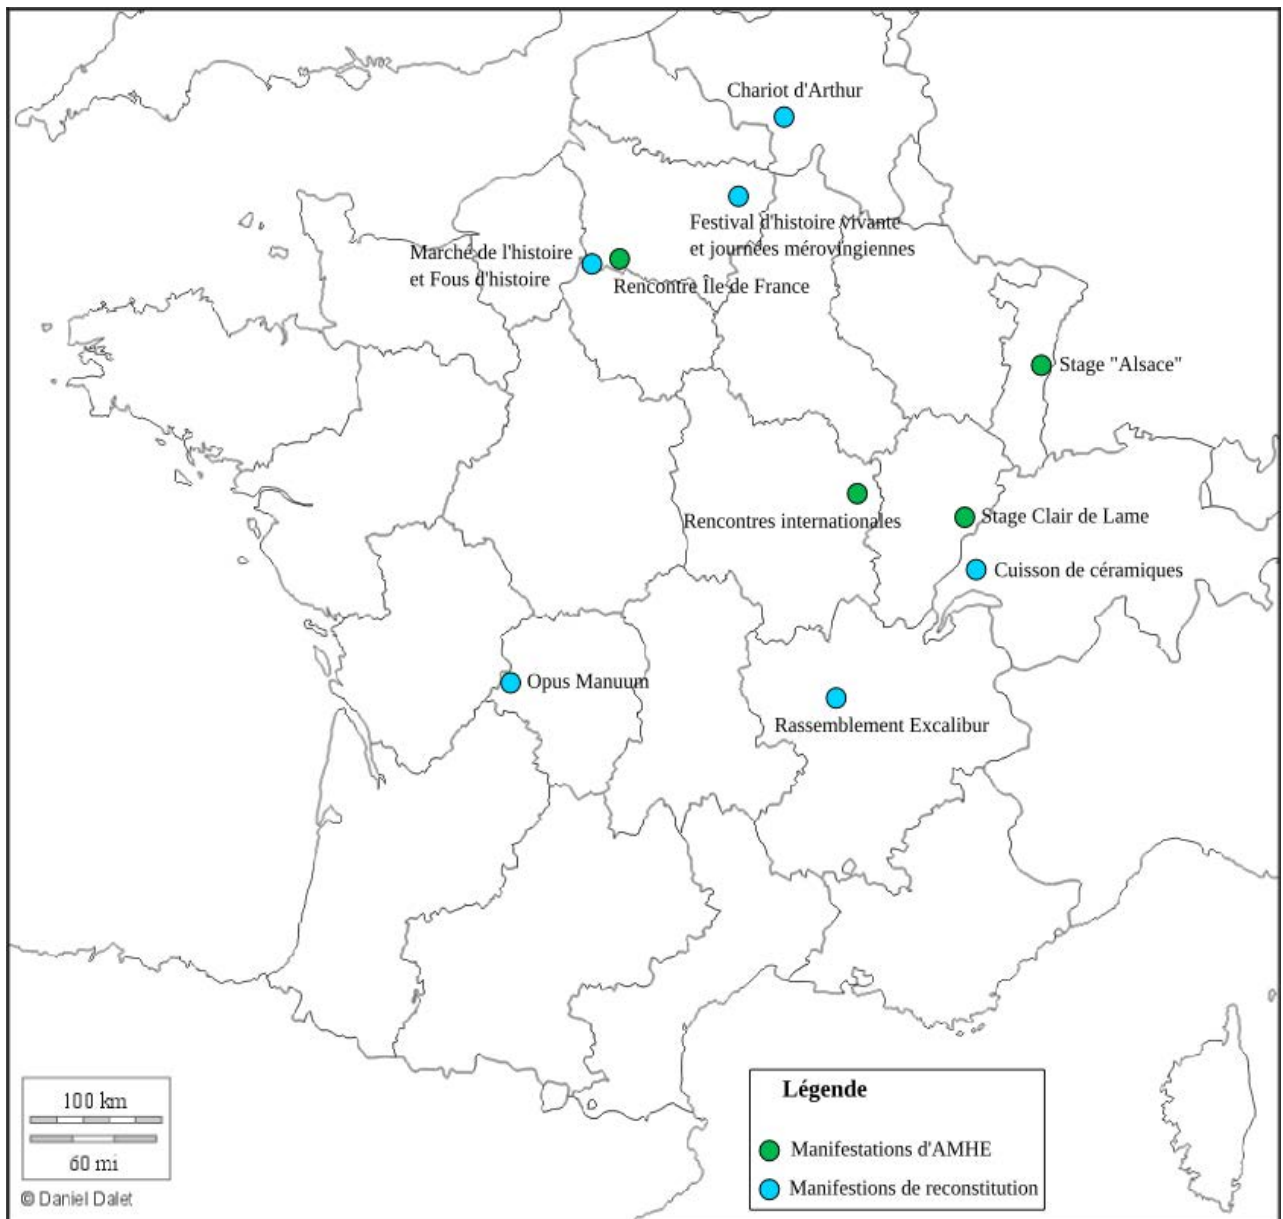 Chariot d'Arthur
Festival d'histoire vivante
et journées mérovingiennes
Marché de l'histoire
et Fous d'histoire
Rencontre Île de France
Stage "Alsace"
Rencontres internationales
Stage Clair de Lame
Cuisson de céramiques
Opus Manuum
Rassemblement Excalibur
100 km
60 mi
© Daniel Dalet
Légende
Manifestations d'AMHE
Manifestions de reconstitution